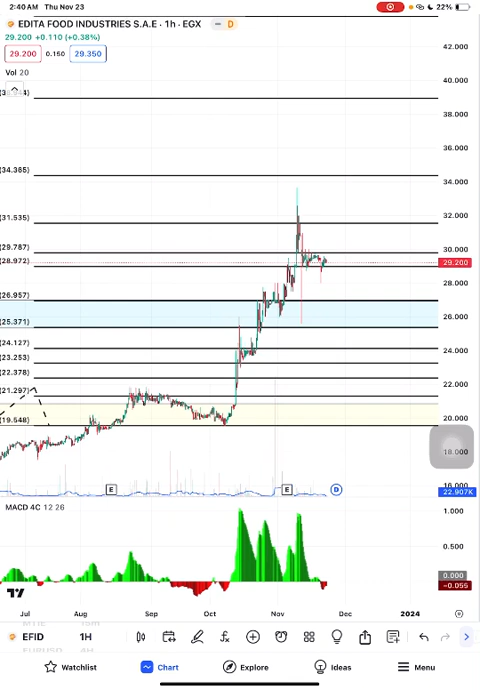 2:40 AM Thu Nov 23
22%
EDITA FOOD INDUSTRIES S.A.E · 1h · EGX
D
29.200 +0.110 (+0.38%)
29.200 0.150 29.350
Vol 20
42.000
40.000
38.000
34.365)
36.000
34.000
31.535)
32.000
(29.787)
30.000
(28.972)
29.200
28.000
(26.957)
26.000
(25.371)
(24.127)
24.000
(23.253)
(22.378)
22.000
(21.297)
20.000
(19.548)
18.000
16.000
E E D
22.907K
MACD 4C 12 26
1.000
0.500
0.000
-0.055
Jul Aug Sep Oct Nov Dec 2024
EFID 1H
Watchlist Chart Explore Ideas Menu